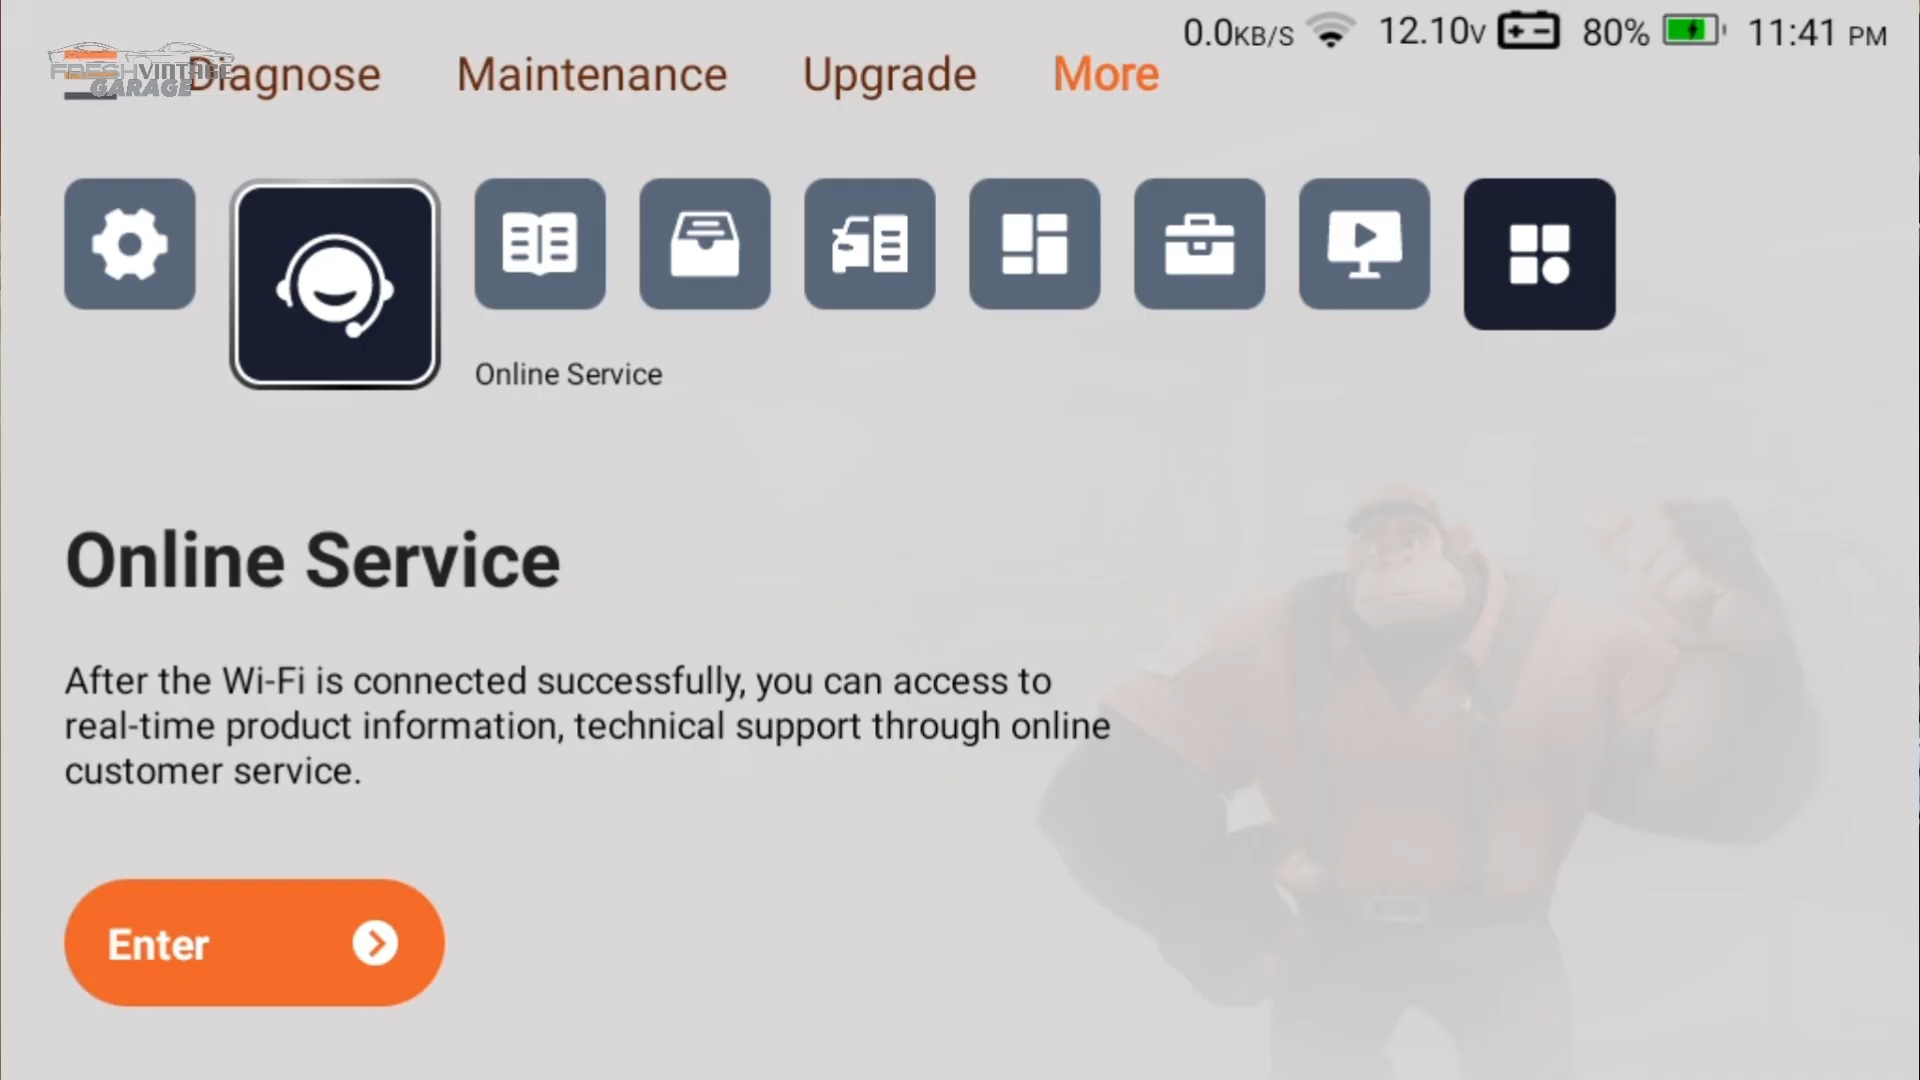 0.0KB/S 12.10V 80% 11:41 PM
FRESHVINTAGE
GARAGE
Diagnose Maintenance Upgrade More
Online Service
Online Service
After the Wi-Fi is connected successfully, you can access to
real-time product information, technical support through online
customer service.
Enter